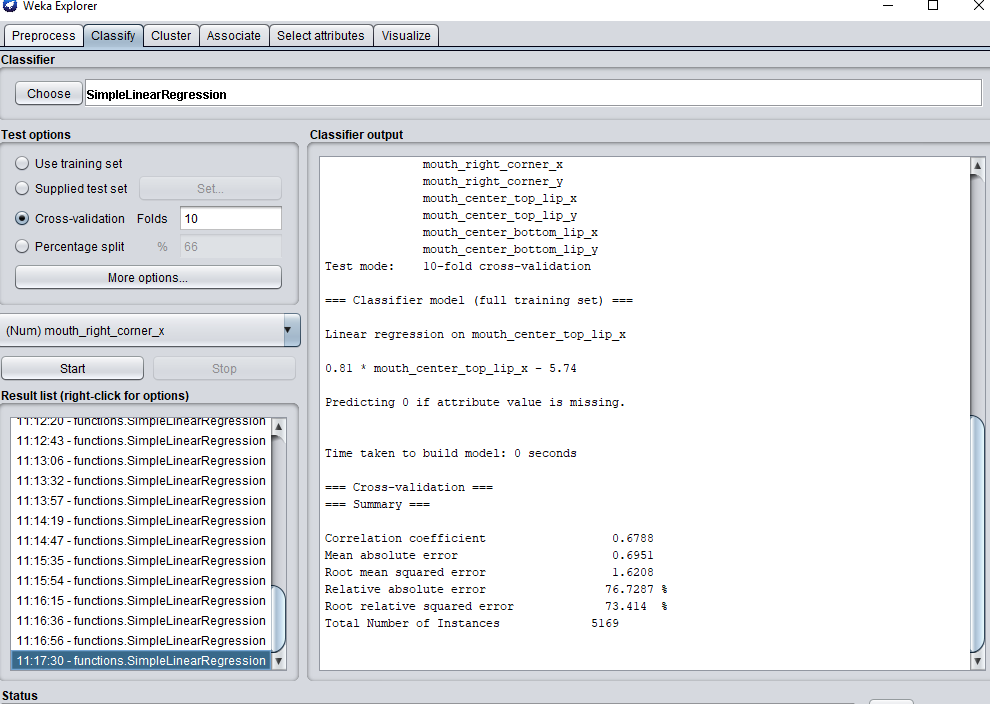 Weka Explorer
Preprocess Classify Cluster Associate Select attributes Visualize
Classifier
Choose SimpleLinearRegression
Test options
Use training set
Supplied test set Set...
Cross-validation Folds 10
Percentage split % 66
More options...
(Num) mouth_right_corner_x
Start Stop
Result list (right-click for options)
11:12:20 - functions.SimpleLinearRegression
11:12:43 - functions.SimpleLinearRegression
11:13:06 - functions.SimpleLinearRegression
11:13:32 - functions.SimpleLinearRegression
11:13:57 - functions.SimpleLinearRegression
11:14:19 - functions.SimpleLinearRegression
11:14:47 - functions.SimpleLinearRegression
11:15:35 - functions.SimpleLinearRegression
11:15:54 - functions.SimpleLinearRegression
11:16:15 - functions.SimpleLinearRegression
11:16:36 - functions.SimpleLinearRegression
11:16:56 - functions.SimpleLinearRegression
11:17:30 - functions.SimpleLinearRegression
Classifier output
mouth_right_corner_x
mouth_right_corner_y
mouth_center_top_lip_x
mouth_center_top_lip_y
mouth_center_bottom_lip_x
mouth_center_bottom_lip_y
Test mode: 10-fold cross-validation
=== Classifier model (full training set) ===
Linear regression on mouth_center_top_lip_x
0.81 * mouth_center_top_lip_x - 5.74
Predicting 0 if attribute value is missing.
Time taken to build model: 0 seconds
=== Cross-validation ===
=== Summary ===
Correlation coefficient 0.6788
Mean absolute error 0.6951
Root mean squared error 1.6208
Relative absolute error 76.7287 %
Root relative squared error 73.414 %
Total Number of Instances 5169
Status